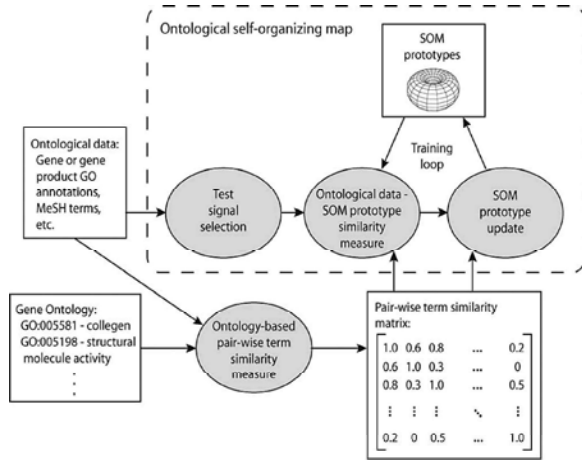 Ontological self-organizing map
SOM
prototypes
Ontological data:
Gene or gene
product GO
annotations,
MeSH terms,
etc.
Test
signal
selection
Ontological data -
SOM prototype
similarity
measure
Training
loop
SOM
prototype
update
Gene Ontology:
GO:005581 - collegen
GO:005198 - structural
molecule activity
⋮
Ontology-based
pair-wise term
similarity
measure
Pair-wise term similarity
matrix:
1.0 0.6 0.8 ... 0.2
0.6 1.0 0.3 ... 0
0.8 0.3 1.0 ... 0.5
⋮ ⋮ ⋮ ⋱ ⋮
0.2 0 0.5 ... 1.0